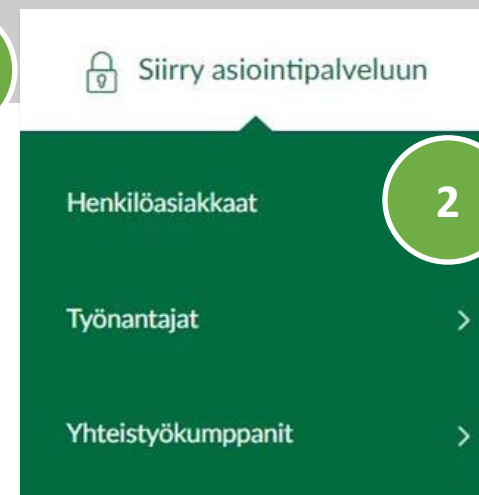 Siirry asiointipalveluun
Henkilöasiakkaat
2
Työnantajat
Yhteistyökumppanit